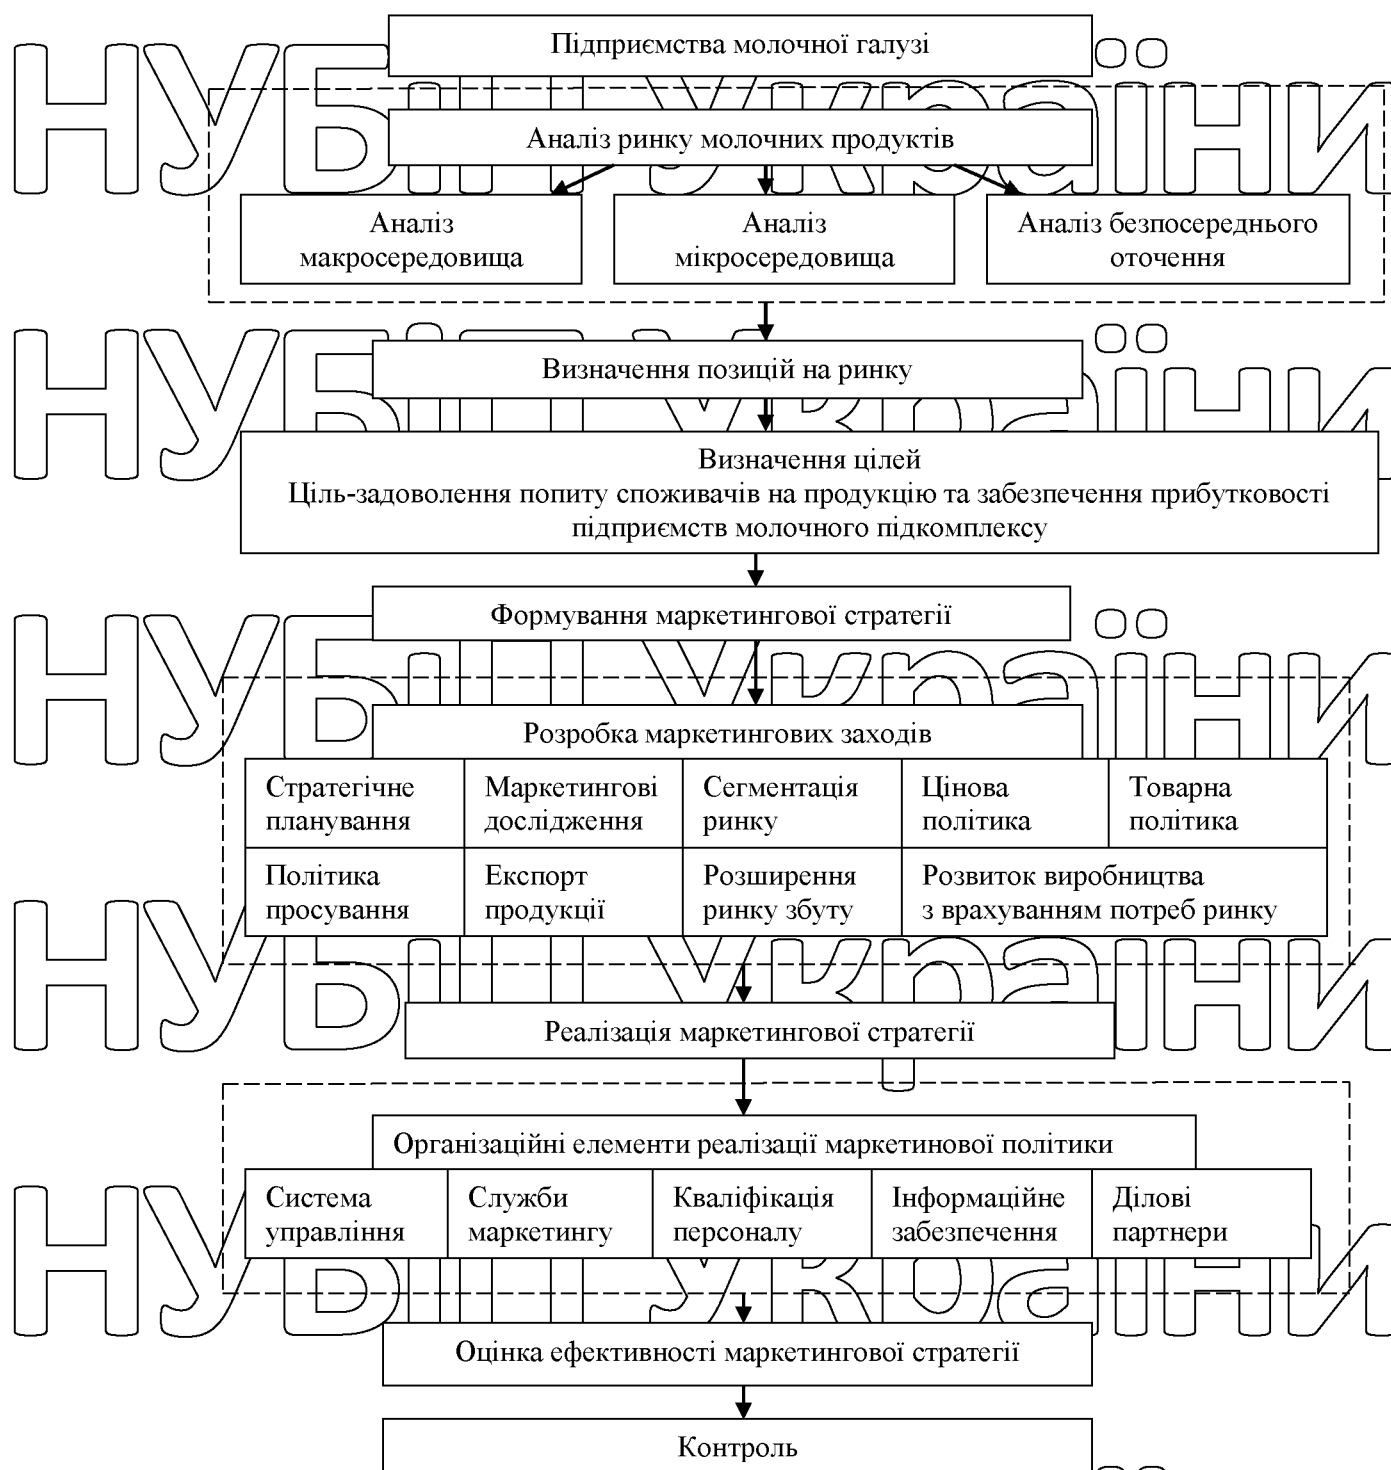 Підприємства молочної галузі
НУБіП України
Аналіз ринку молочних продуктів
Аналіз
макросередовища
Аналіз
мікросередовища
Аналіз безпосереднього
оточення
НУБіП України
Визначення позицій на ринку
Визначення цілей
Ціль-задоволення попиту споживачів на продукцію та забезпечення прибутковості
підприємств молочного підкомплексу
Формування маркетингової стратегії
НУБіП України
Розробка маркетингових заходів
Стратегічне
планування
Маркетингові
дослідження
Сегментація
ринку
Цінова
політика
Товарна
політика
Політика
просування
Експорт
продукції
Розширення
ринку збуту
Розвиток виробництва
з врахуванням потреб ринку
НУБіП України
Реалізація маркетингової стратегії
Організаційні елементи реалізації маркетинової політики
Система
управління
Служби
маркетингу
Кваліфікація
персоналу
Інформаційне
забезпечення
Ділові
партнери
НУБіП України
Оцінка ефективності маркетингової стратегії
Контроль